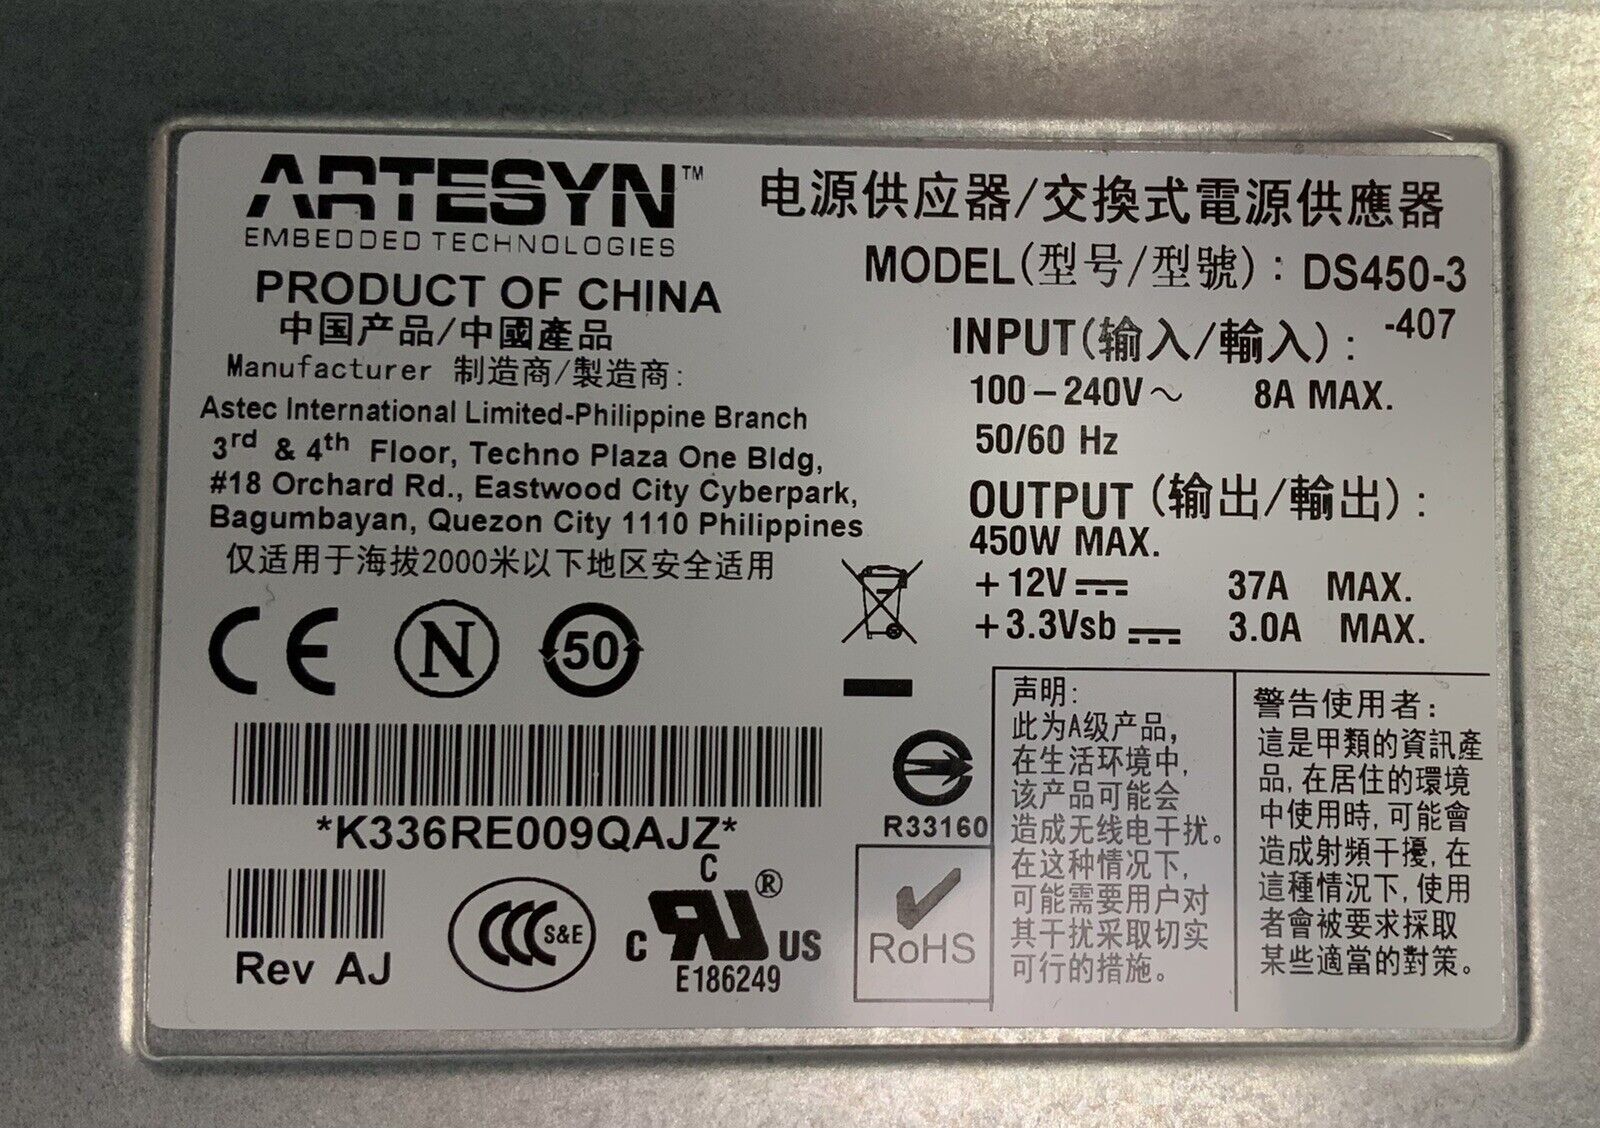 ARTESYN™
EMBEDDED TECHNOLOGIES
PRODUCT OF CHINA
中国产品/中國產品
Manufacturer 制造商/製造商:
Astec International Limited-Philippine Branch
3rd & 4th Floor, Techno Plaza One Bldg,
#18 Orchard Rd., Eastwood City Cyberpark,
Bagumbayan, Quezon City 1110 Philippines
仅适用于海拔2000米以下地区安全适用
CE N 50
*K336RE009QAJZ*
Rev AJ
CCC S&E
C
C UR ® US
E186249
电源供应器/交換式電源供應器
MODEL(型号/型號): DS450-3
-407
INPUT(输入/輸入):
100-240V～ 8A MAX.
50/60 Hz
OUTPUT (输出/輸出):
450W MAX.
+12V⎓ 37A MAX.
+3.3Vsb⎓ 3.0A MAX.
R33160
RoHS
声明:
此为A级产品,
在生活环境中,
该产品可能会
造成无线电干扰。
在这种情况下,
可能需要用户对
其干扰采取切实
可行的措施。
警告使用者:
這是甲類的資訊產
品,在居住的環境
中使用時,可能會
造成射頻干擾,在
這種情況下,使用
者會被要求採取
某些適當的對策。